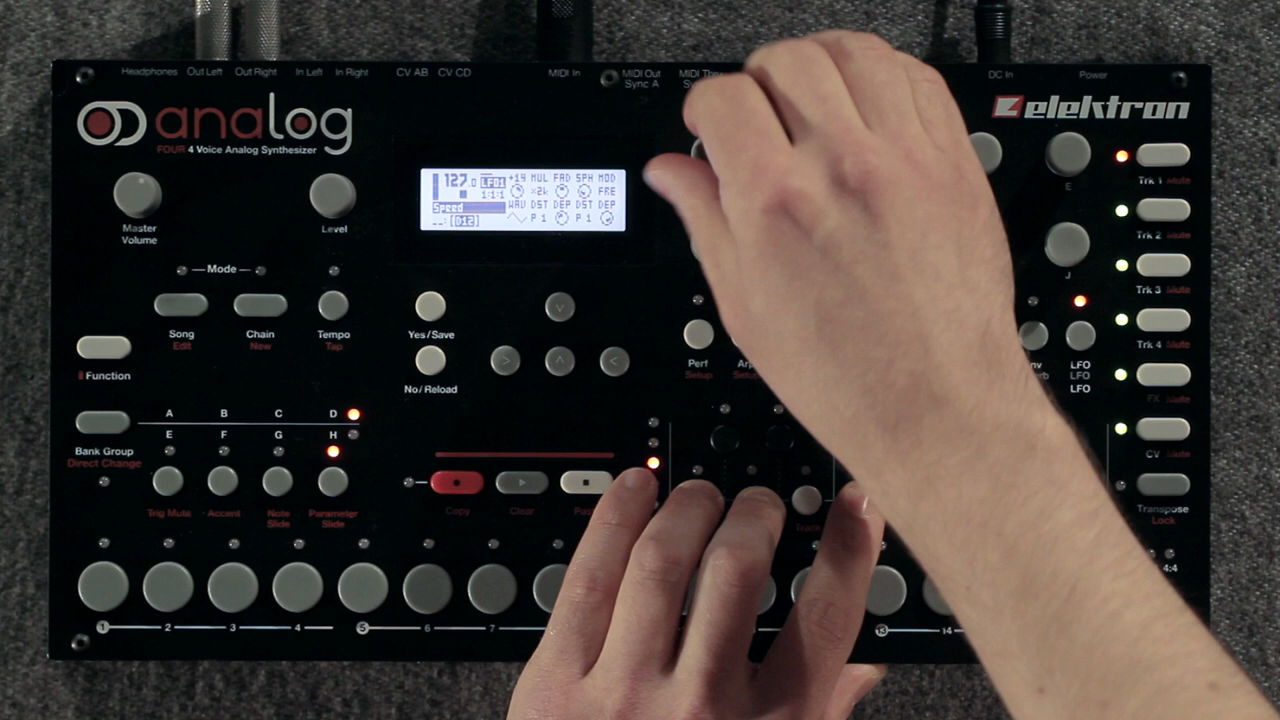 Headphones Out Left Out Right In Left In Right CV AB CV CD MIDI In MIDI Out DC In Power
Sync A
analog
FOUR 4 Voice Analog Synthesizer
elektron
127.0 LFO1 +19 MUL FAD SPH MOD
1:1:1 ×2k FRE
Speed WAV DST DEP DST DEP
[D12] P 1 P 1
Master
Volume
Level
E
J
Trk 1 Mute
Trk 2 Mute
Trk 3 Mute
Trk 4 Mute
FX Mute
CV Mute
Mode
Song
Edit
Chain
New
Tempo
Tap
Yes/Save
No/Reload
Perf
Setup
LFO
LFO
LFO
Function
A B C D
E F G H
Bank Group
Direct Change
Trig Mute
Accent
Note
Slide
Parameter
Slide
Copy
Clear
Track
Transpose
Lock
4:4
1 2 3 4 5 6 7 13 14